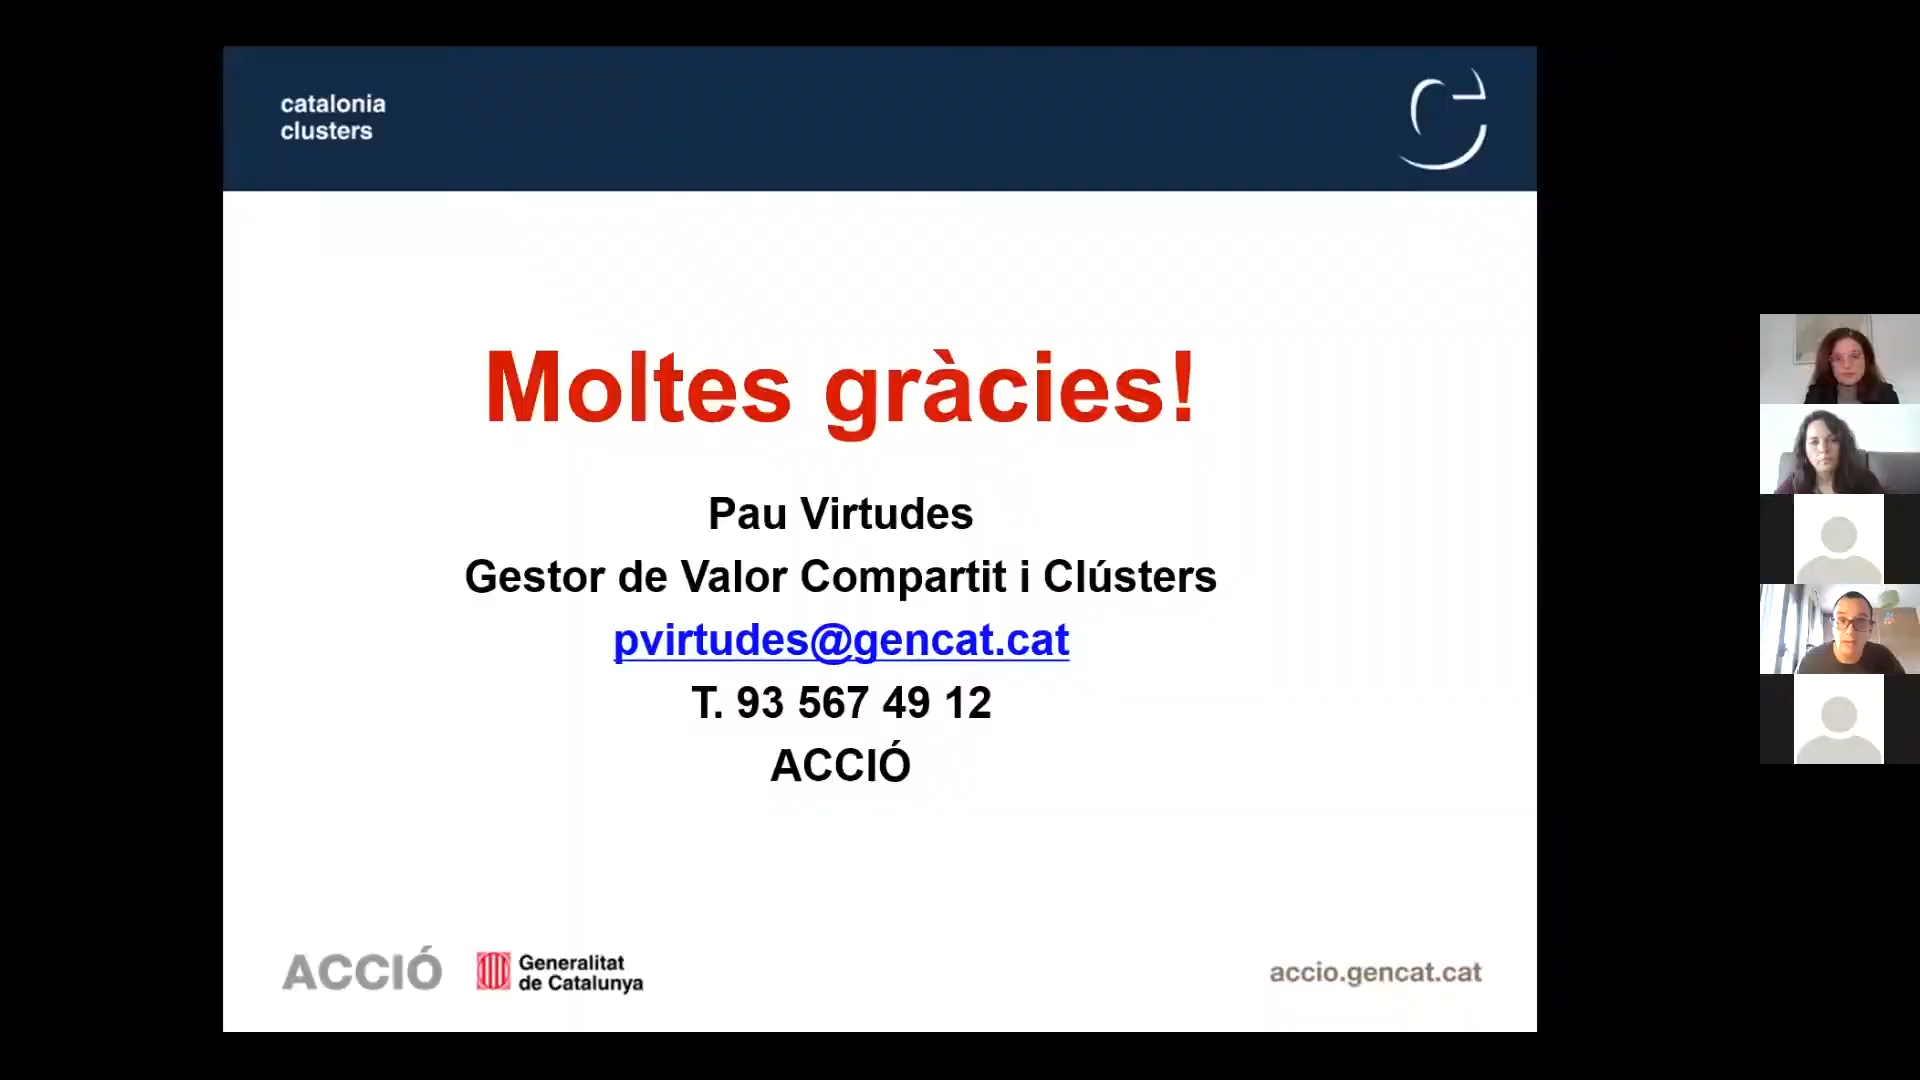 catalonia
clusters
Moltes gràcies!
Pau Virtudes
Gestor de Valor Compartit i Clústers
pvirtudes@gencat.cat
T. 93 567 49 12
ACCIÓ
ACCIÓ
Generalitat
de Catalunya
accio.gencat.cat